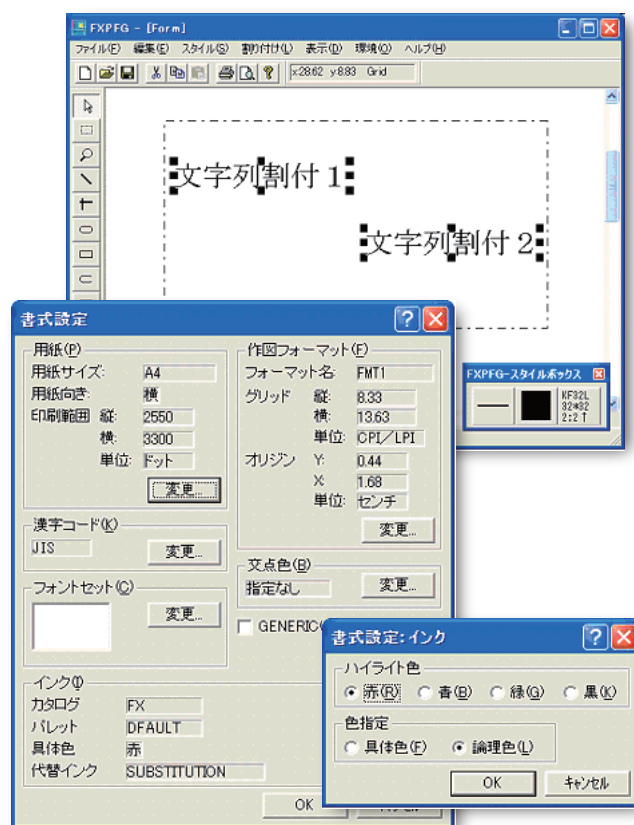 FXPFG - [Form]
ファイル(F) 編集(E) スタイル(S) 割り付け(L) 表示(D) 環境(O) ヘルプ(H)
x28.62 y8.83 Grid
文字列割付 1
文字列割付 2
FXPFG-スタイルボックス
KF32L
32*32
2:2↑
書式設定
用紙(P)
用紙サイズ: A4
用紙向き: 横
印刷範囲 縦: 2550
横: 3300
単位: ドット
変更...
作図フォーマット(F)
フォーマット名: FMT1
グリッド 縦: 8.33
横: 13.63
単位: CPI/LPI
オリジン Y: 0.44
X: 1.68
単位: センチ
変更...
漢字コード(K)
JIS 変更...
交点色(B)
指定なし 変更...
フォントセット(C)
変更...
GENERIC
インク(I)
カタログ FX
パレット DFAULT
具体色 赤
代替インク SUBSTITUTION
OK
書式設定:インク
ハイライト色
赤(R) 青(B) 緑(G) 黒(K)
色指定
具体色(F) 論理色(L)
OK キャンセル